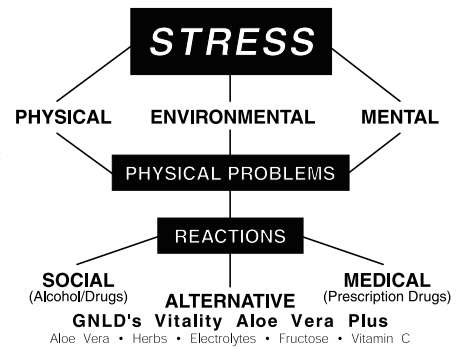 STRESS
PHYSICAL ENVIRONMENTAL MENTAL
PHYSICAL PROBLEMS
REACTIONS
SOCIAL MEDICAL
(Alcohol/Drugs) (Prescription Drugs)
ALTERNATIVE
GNLD's Vitality Aloe Vera Plus
Aloe Vera • Herbs • Electrolytes • Fructose • Vitamin C